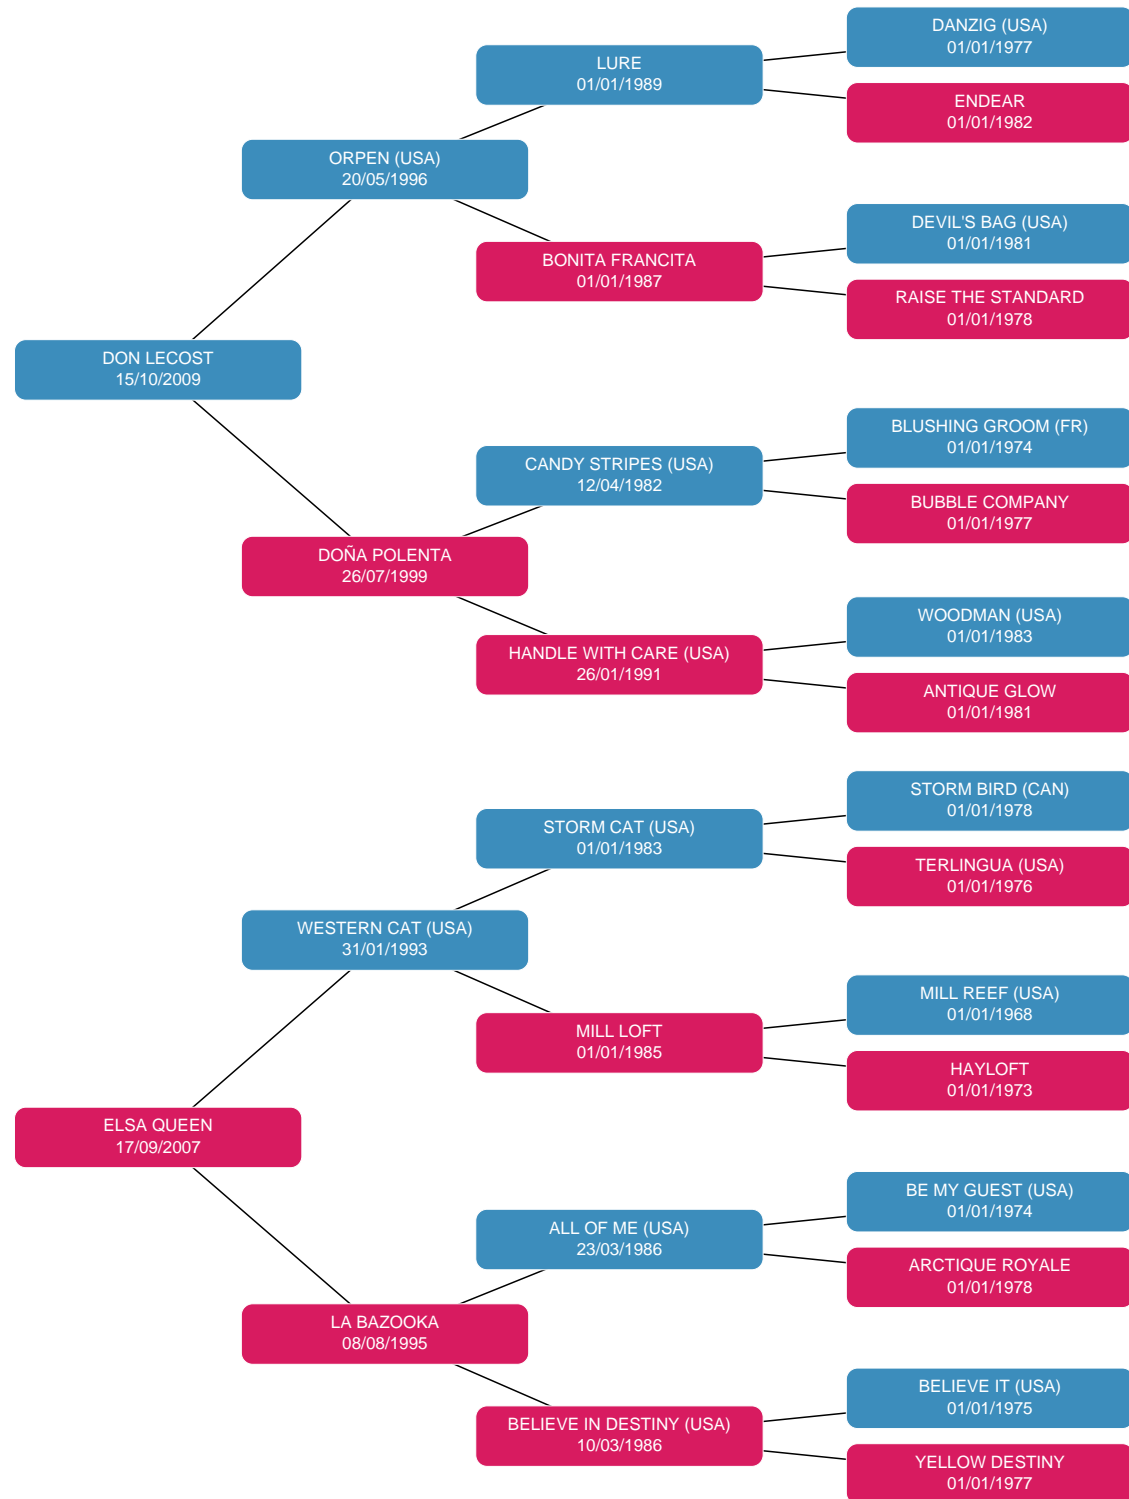 DANZIG (USA)
01/01/1977
LURE
01/01/1989
ENDEAR
01/01/1982
ORPEN (USA)
20/05/1996
DEVIL'S BAG (USA)
01/01/1981
BONITA FRANCITA
01/01/1987
RAISE THE STANDARD
01/01/1978
DON LECOST
15/10/2009
BLUSHING GROOM (FR)
01/01/1974
CANDY STRIPES (USA)
12/04/1982
BUBBLE COMPANY
01/01/1977
DOÑA POLENTA
26/07/1999
WOODMAN (USA)
01/01/1983
HANDLE WITH CARE (USA)
26/01/1991
ANTIQUE GLOW
01/01/1981
STORM BIRD (CAN)
01/01/1978
STORM CAT (USA)
01/01/1983
TERLINGUA (USA)
01/01/1976
WESTERN CAT (USA)
31/01/1993
MILL REEF (USA)
01/01/1968
MILL LOFT
01/01/1985
HAYLOFT
01/01/1973
ELSA QUEEN
17/09/2007
BE MY GUEST (USA)
01/01/1974
ALL OF ME (USA)
23/03/1986
ARCTIQUE ROYALE
01/01/1978
LA BAZOOKA
08/08/1995
BELIEVE IT (USA)
01/01/1975
BELIEVE IN DESTINY (USA)
10/03/1986
YELLOW DESTINY
01/01/1977